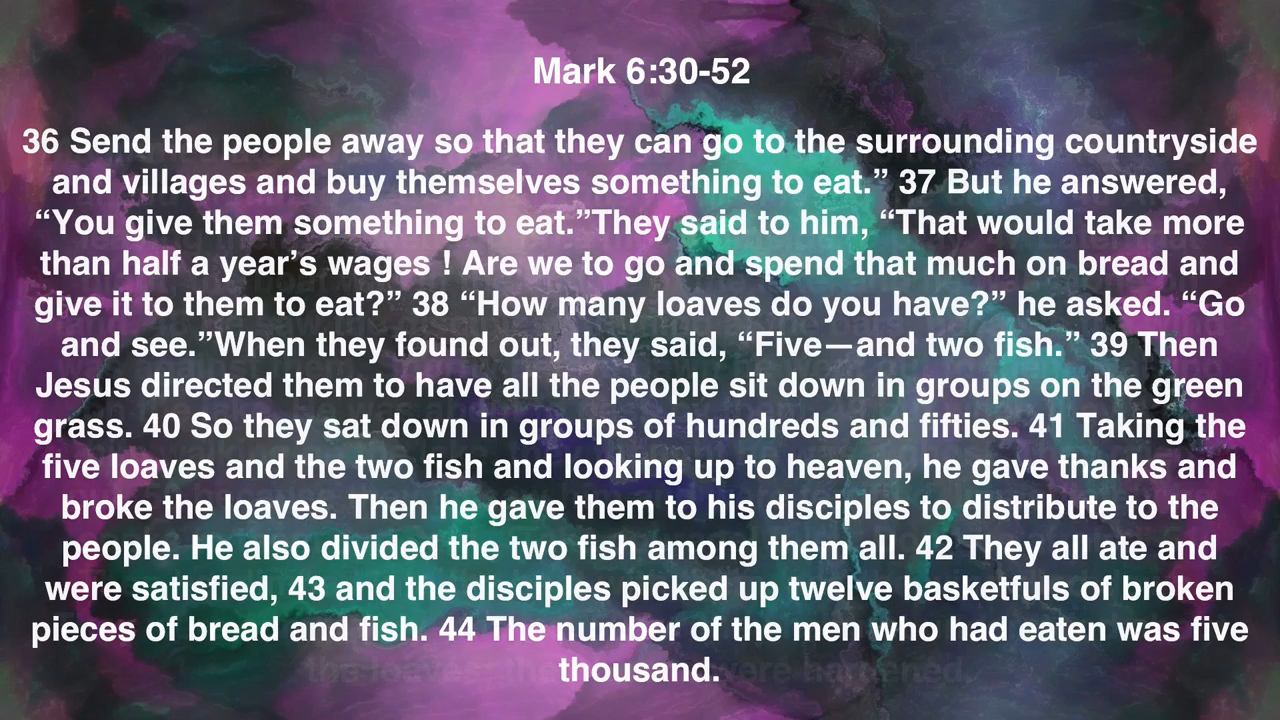 Mark 6:30-52
36 Send the people away so that they can go to the surrounding countryside
and villages and buy themselves something to eat.” 37 But he answered,
“You give them something to eat.”They said to him, “That would take more
than half a year’s wages ! Are we to go and spend that much on bread and
give it to them to eat?” 38 “How many loaves do you have?” he asked. “Go
and see.”When they found out, they said, “Five—and two fish.” 39 Then
Jesus directed them to have all the people sit down in groups on the green
grass. 40 So they sat down in groups of hundreds and fifties. 41 Taking the
five loaves and the two fish and looking up to heaven, he gave thanks and
broke the loaves. Then he gave them to his disciples to distribute to the
people. He also divided the two fish among them all. 42 They all ate and
were satisfied, 43 and the disciples picked up twelve basketfuls of broken
pieces of bread and fish. 44 The number of the men who had eaten was five
thousand.
the loaves; were hardened.